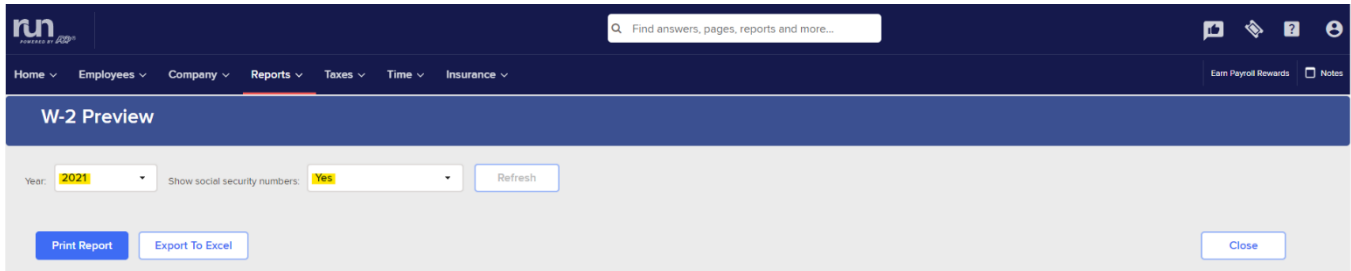 run
POWERED BY ADP®
Find answers, pages, reports and more...
Home Employees Company Reports Taxes Time Insurance Earn Payroll Rewards Notes
W-2 Preview
Year: 2021 Show social security numbers: Yes Refresh
Print Report Export To Excel Close